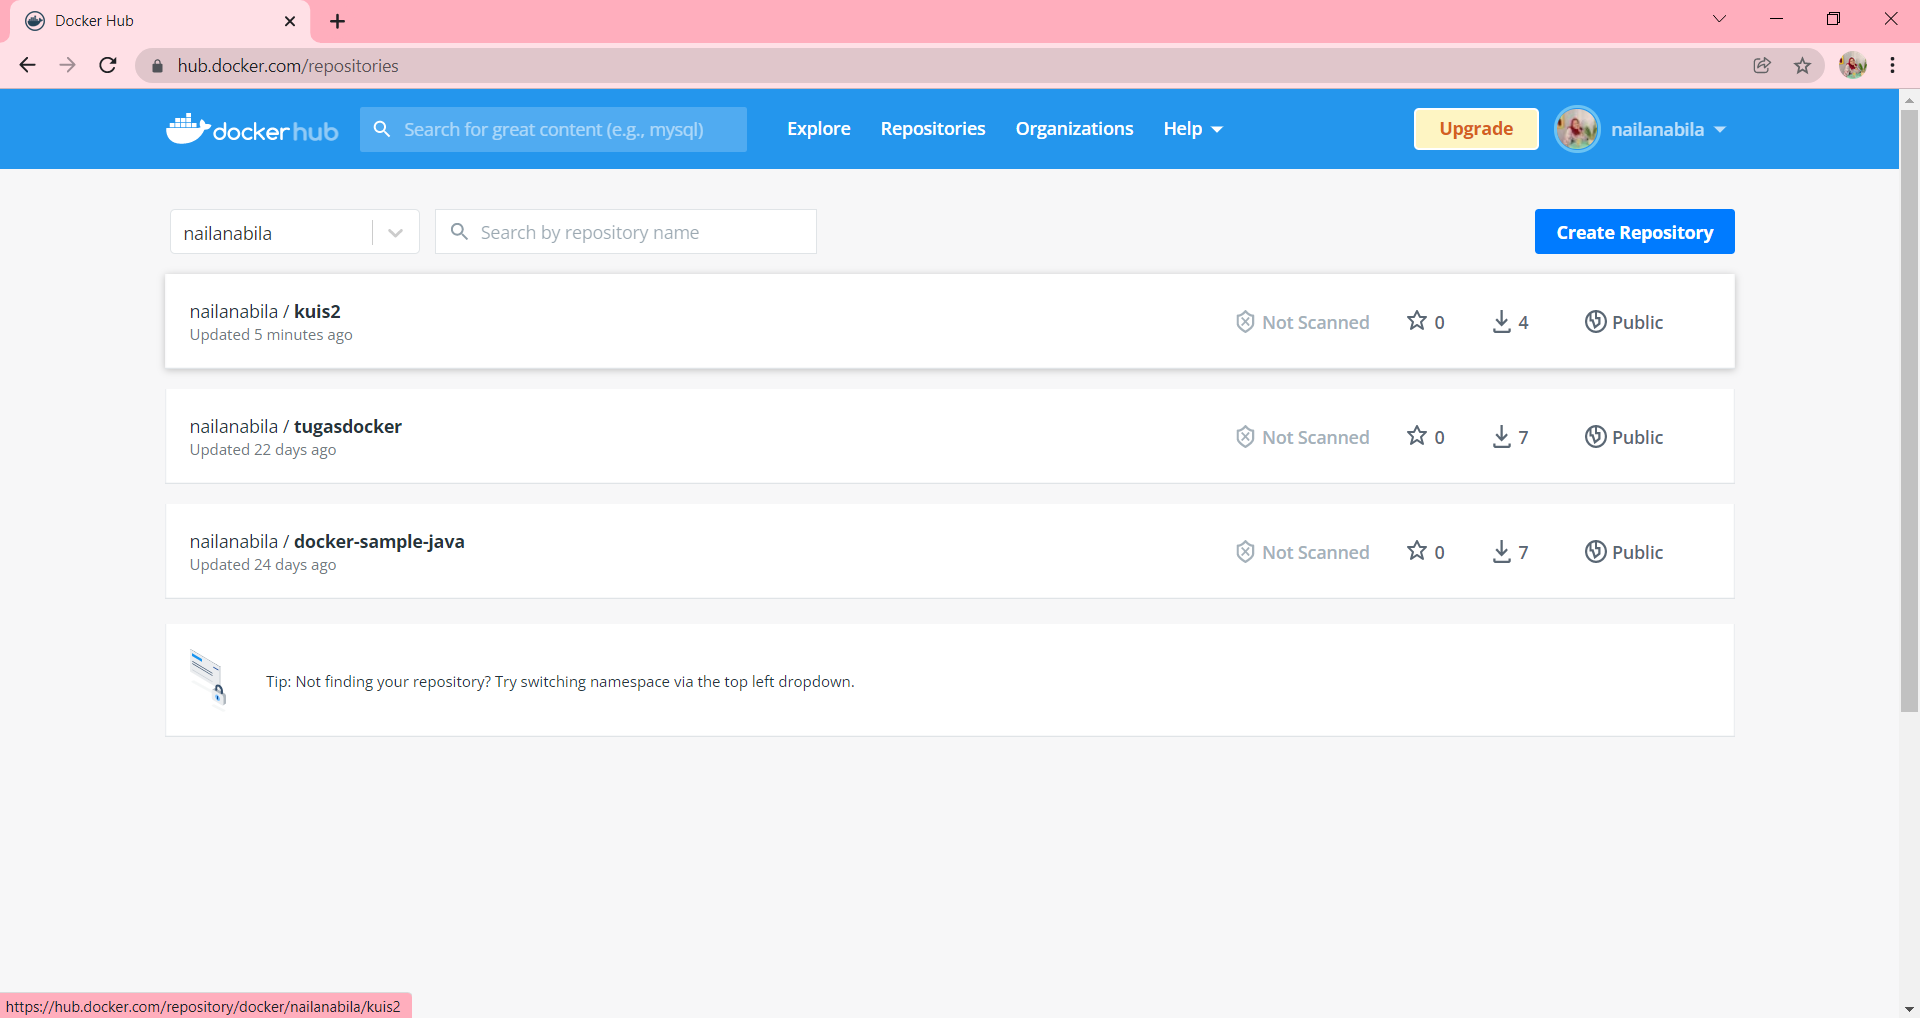 Docker Hub
hub.docker.com/repositories
docker hub
Search for great content (e.g., mysql)
Explore
Repositories
Organizations
Help
Upgrade
nailanabila
nailanabila
Search by repository name
Create Repository
nailanabila / kuis2
Updated 5 minutes ago
Not Scanned
0
4
Public
nailanabila / tugasdocker
Updated 22 days ago
Not Scanned
0
7
Public
nailanabila / docker-sample-java
Updated 24 days ago
Not Scanned
0
7
Public
Tip: Not finding your repository? Try switching namespace via the top left dropdown.
https://hub.docker.com/repository/docker/nailanabila/kuis2